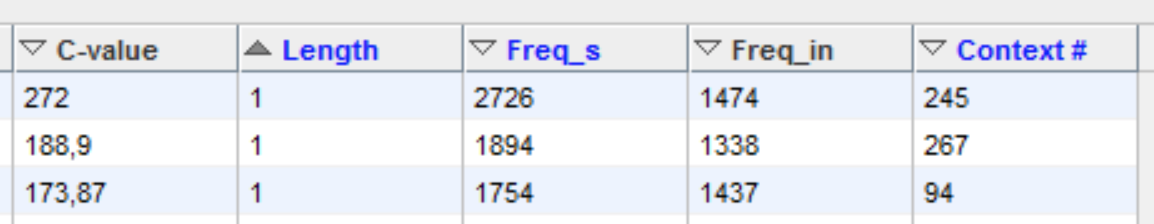 C-value Length Freq_s Freq_in Context #
272 1 2726 1474 245
188,9 1 1894 1338 267
173,87 1 1754 1437 94